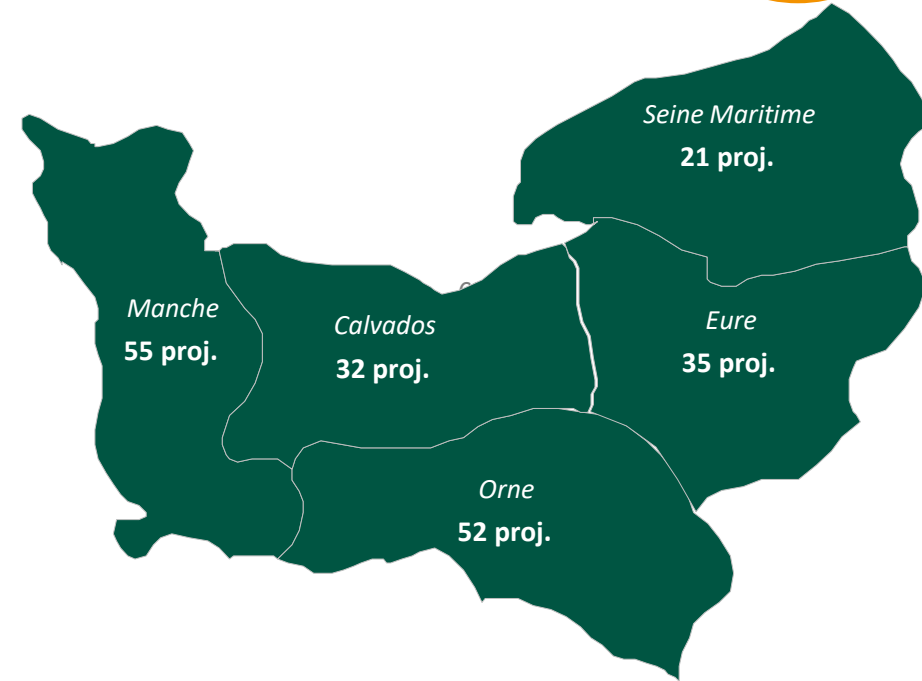 Seine Maritime
21 proj.
Manche
55 proj.
Calvados
32 proj.
Eure
35 proj.
Orne
52 proj.